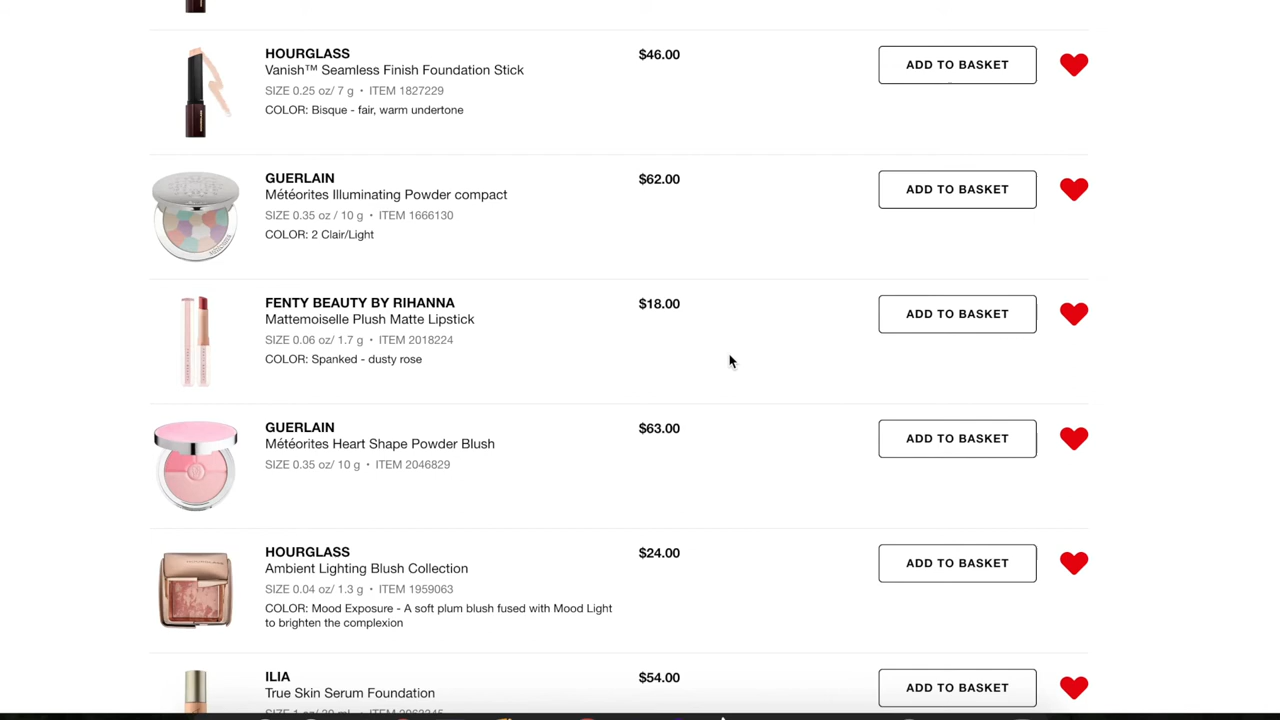 HOURGLASS
Vanish™ Seamless Finish Foundation Stick
SIZE 0.25 oz/ 7 g • ITEM 1827229
COLOR: Bisque - fair, warm undertone
$46.00
ADD TO BASKET
GUERLAIN
Météorites Illuminating Powder compact
SIZE 0.35 oz / 10 g • ITEM 1666130
COLOR: 2 Clair/Light
$62.00
ADD TO BASKET
FENTY BEAUTY BY RIHANNA
Mattemoiselle Plush Matte Lipstick
SIZE 0.06 oz/ 1.7 g • ITEM 2018224
COLOR: Spanked - dusty rose
$18.00
ADD TO BASKET
GUERLAIN
Météorites Heart Shape Powder Blush
SIZE 0.35 oz/ 10 g • ITEM 2046829
$63.00
ADD TO BASKET
HOURGLASS
Ambient Lighting Blush Collection
SIZE 0.04 oz/ 1.3 g • ITEM 1959063
COLOR: Mood Exposure - A soft plum blush fused with Mood Light
to brighten the complexion
$24.00
ADD TO BASKET
ILIA
True Skin Serum Foundation
$54.00
ADD TO BASKET